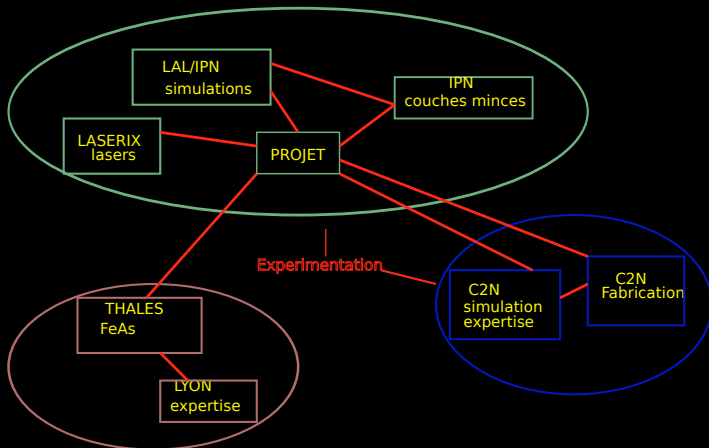 LAL/IPN
simulations
IPN
couches minces
LASERIX
lasers
PROJET
Experimentation
C2N
simulation
expertise
C2N
Fabrication
THALES
FeAs
LYON
expertise